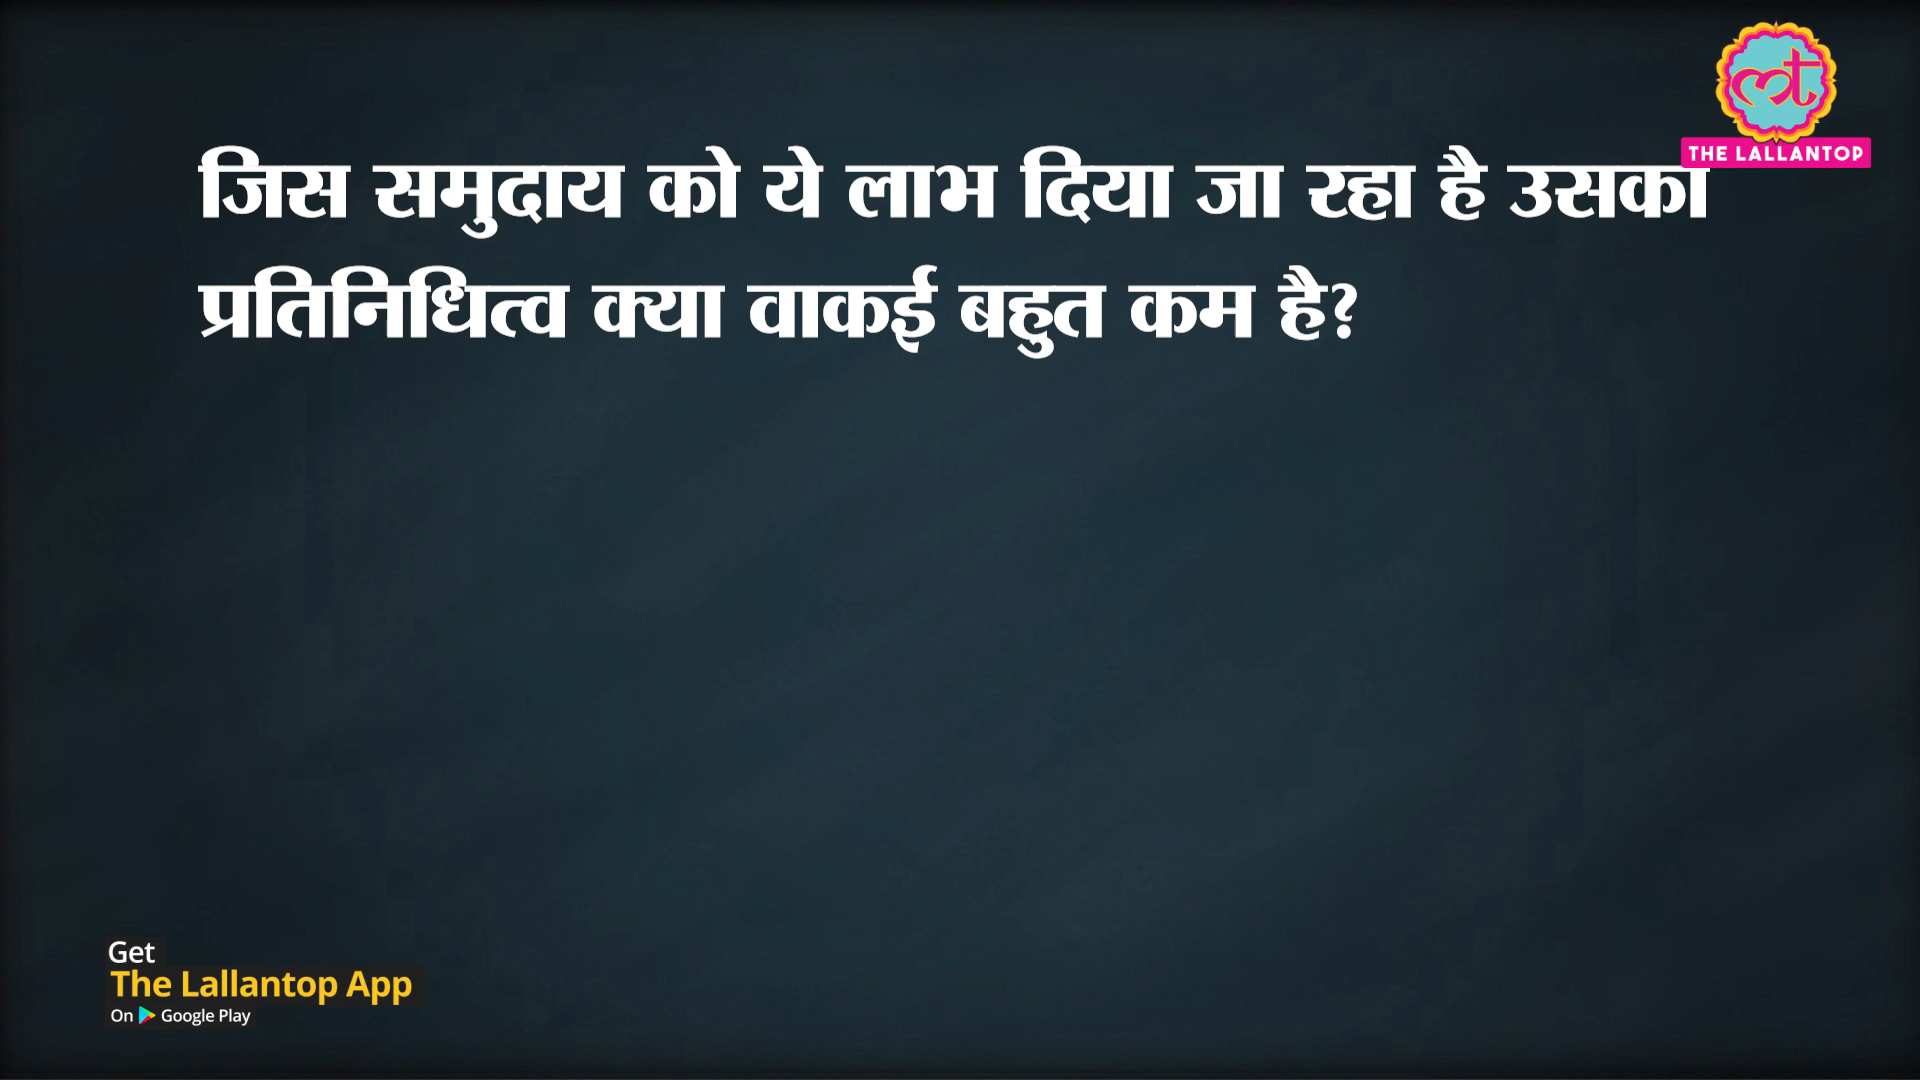 THE LALLANTOP
जिस समुदाय को ये लाभ दिया जा रहा है उसका
प्रतिनिधित्व क्या वाकई बहुत कम है?
Get
The Lallantop App
On Google Play